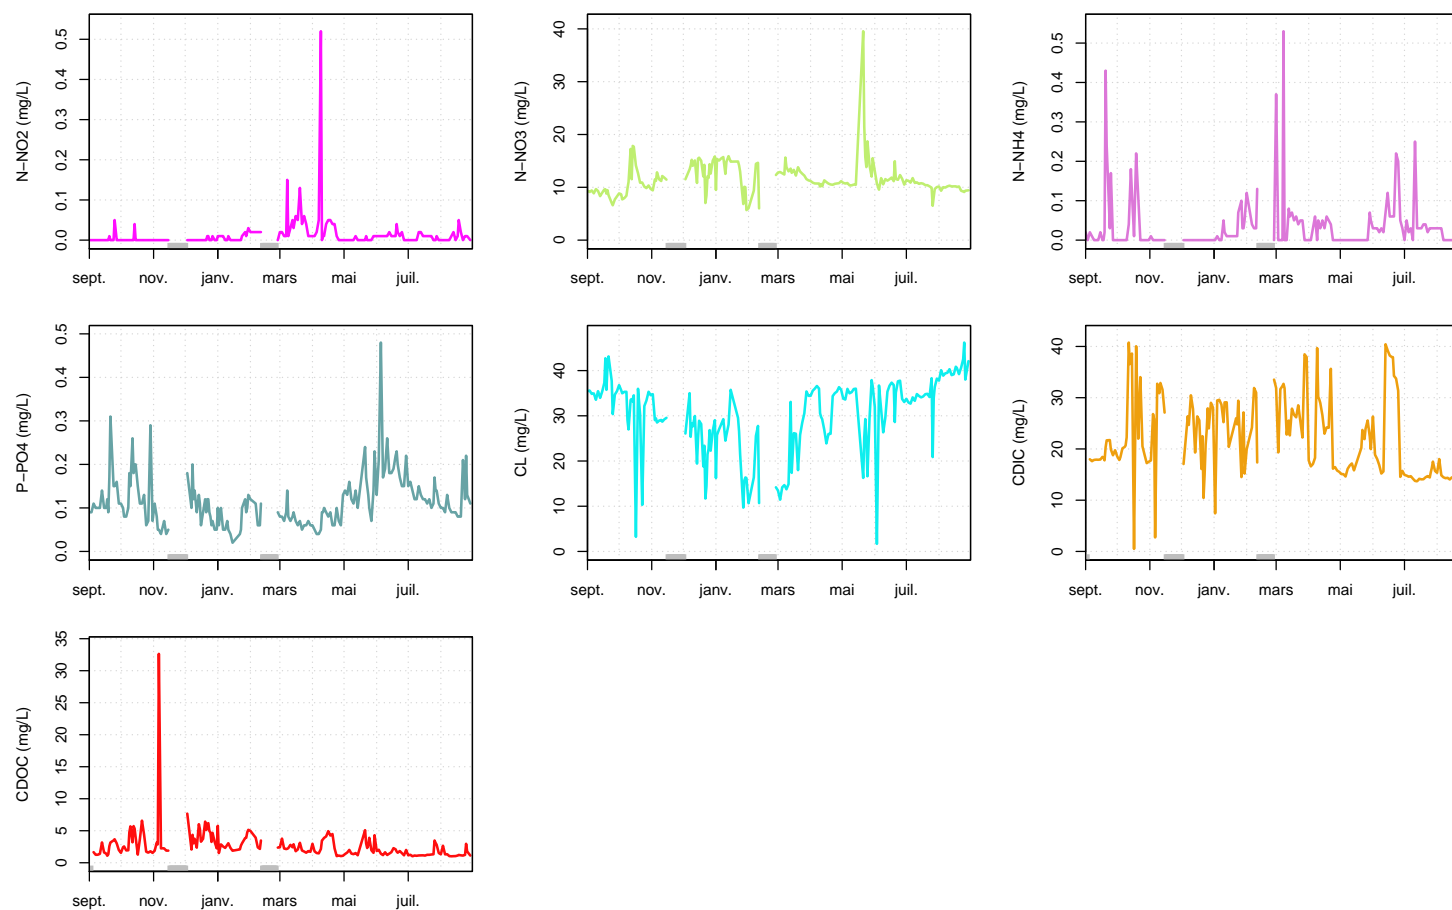 N−NO2 (mg/L)
0.5
0.4
0.3
0.2
0.1
0.0
sept. nov. janv. mars mai juil.
N−NO3 (mg/L)
40
30
20
10
0
sept. nov. janv. mars mai juil.
N−NH4 (mg/L)
0.5
0.4
0.3
0.2
0.1
0.0
sept. nov. janv. mars mai juil.
P−PO4 (mg/L)
0.5
0.4
0.3
0.2
0.1
0.0
sept. nov. janv. mars mai juil.
CL (mg/L)
40
30
20
10
0
sept. nov. janv. mars mai juil.
CDIC (mg/L)
40
30
20
10
0
sept. nov. janv. mars mai juil.
CDOC (mg/L)
35
30
25
20
15
10
5
0
sept. nov. janv. mars mai juil.